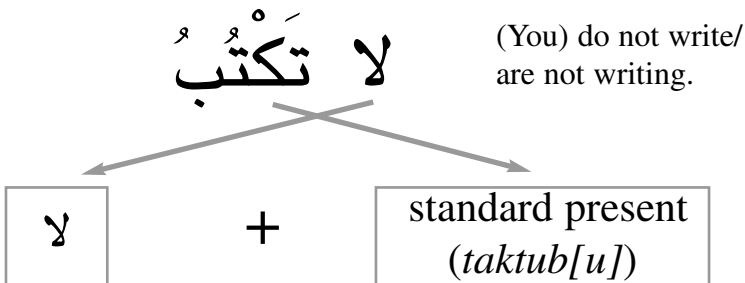 لا تَكْتُبُ
(You) do not write/
are not writing.
لا + standard present
(taktub[u])